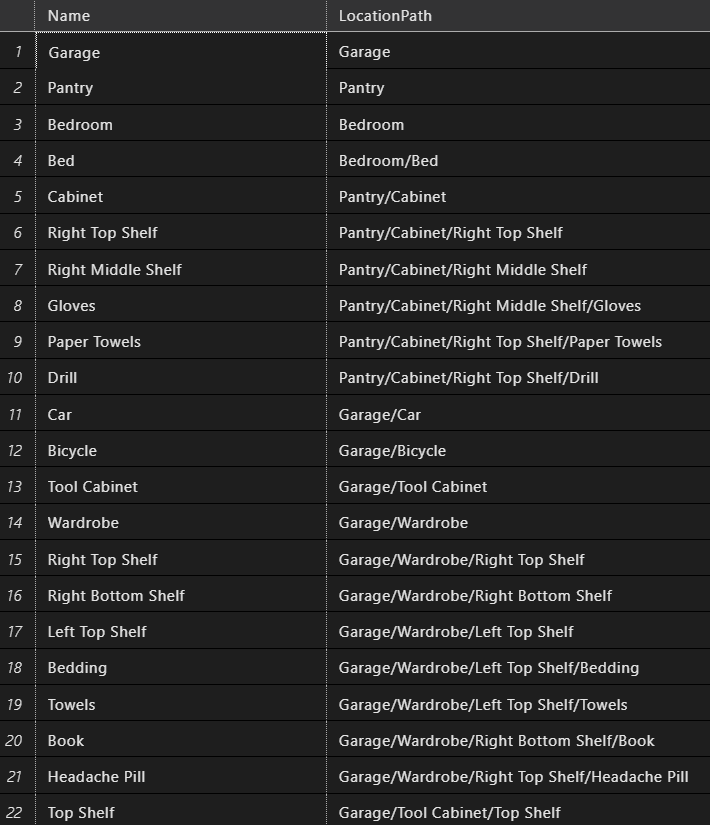 Name LocationPath
1 Garage Garage
2 Pantry Pantry
3 Bedroom Bedroom
4 Bed Bedroom/Bed
5 Cabinet Pantry/Cabinet
6 Right Top Shelf Pantry/Cabinet/Right Top Shelf
7 Right Middle Shelf Pantry/Cabinet/Right Middle Shelf
8 Gloves Pantry/Cabinet/Right Middle Shelf/Gloves
9 Paper Towels Pantry/Cabinet/Right Top Shelf/Paper Towels
10 Drill Pantry/Cabinet/Right Top Shelf/Drill
11 Car Garage/Car
12 Bicycle Garage/Bicycle
13 Tool Cabinet Garage/Tool Cabinet
14 Wardrobe Garage/Wardrobe
15 Right Top Shelf Garage/Wardrobe/Right Top Shelf
16 Right Bottom Shelf Garage/Wardrobe/Right Bottom Shelf
17 Left Top Shelf Garage/Wardrobe/Left Top Shelf
18 Bedding Garage/Wardrobe/Left Top Shelf/Bedding
19 Towels Garage/Wardrobe/Left Top Shelf/Towels
20 Book Garage/Wardrobe/Right Bottom Shelf/Book
21 Headache Pill Garage/Wardrobe/Right Top Shelf/Headache Pill
22 Top Shelf Garage/Tool Cabinet/Top Shelf